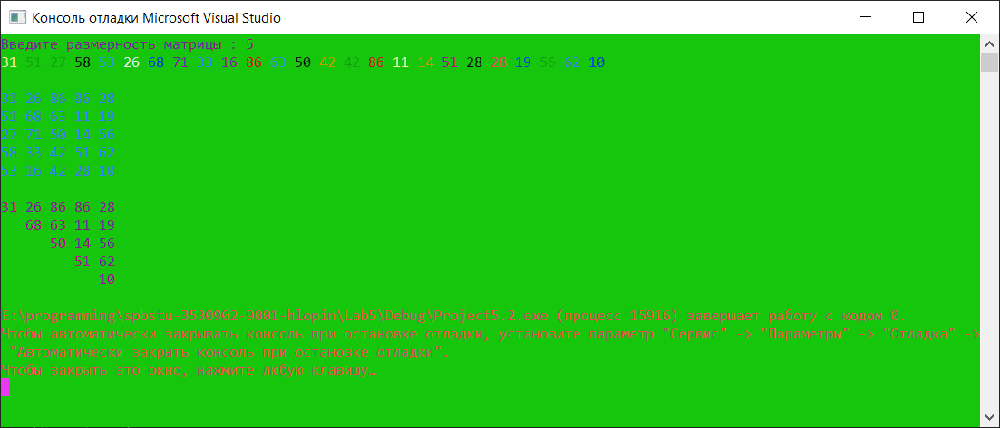 Консоль отладки Microsoft Visual Studio
Введите размерность матрицы : 5
31 51 27 58 53 26 68 71 33 16 86 63 50 42 42 86 11 14 51 28 28 19 56 62 10
31 26 86 86 28
51 68 63 11 19
27 71 50 14 56
58 33 42 51 62
53 16 42 28 10
31 26 86 86 28
68 63 11 19
50 14 56
51 62
10
E:\programming\spbstu-3530902-9001-hlopin\Lab5\Debug\Project5.2.exe (процесс 15916) завершает работу с кодом 0.
Чтобы автоматически закрывать консоль при остановке отладки, установите параметр "Сервис" -> "Параметры" -> "Отладка" ->
"Автоматически закрыть консоль при остановке отладки".
Чтобы закрыть это окно, нажмите любую клавишу…